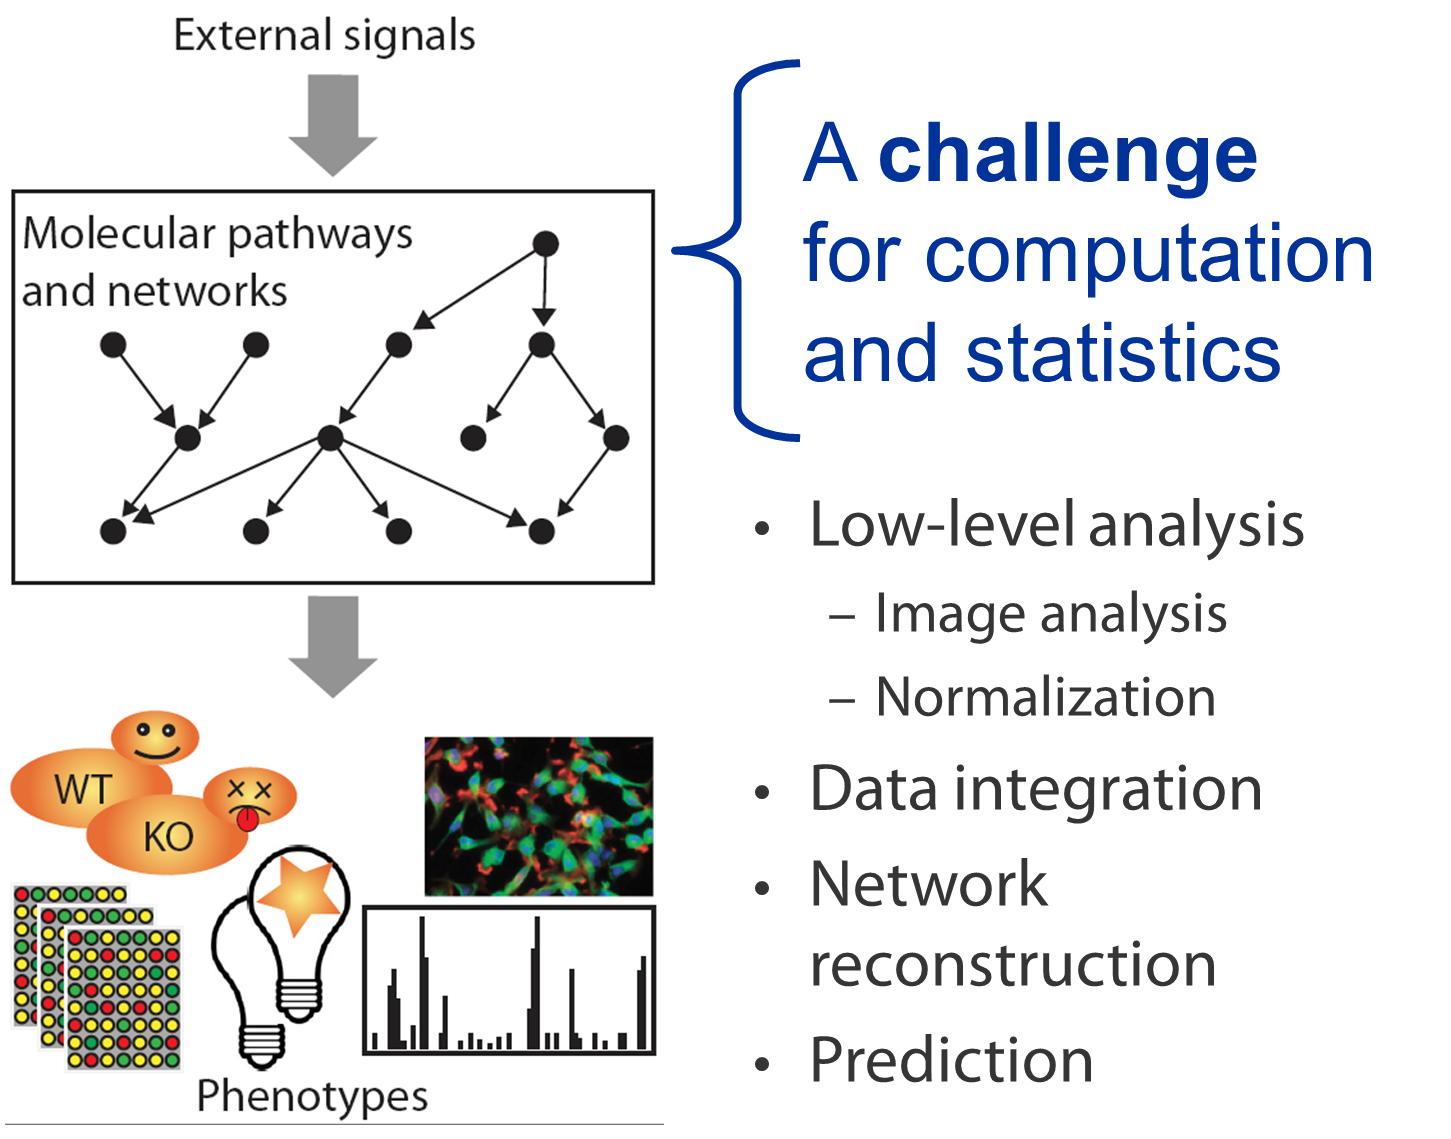 External signals
Molecular pathways
and networks
WT
KO
Phenotypes
A challenge
for computation
and statistics
• Low-level analysis
– Image analysis
– Normalization
• Data integration
• Network
reconstruction
• Prediction